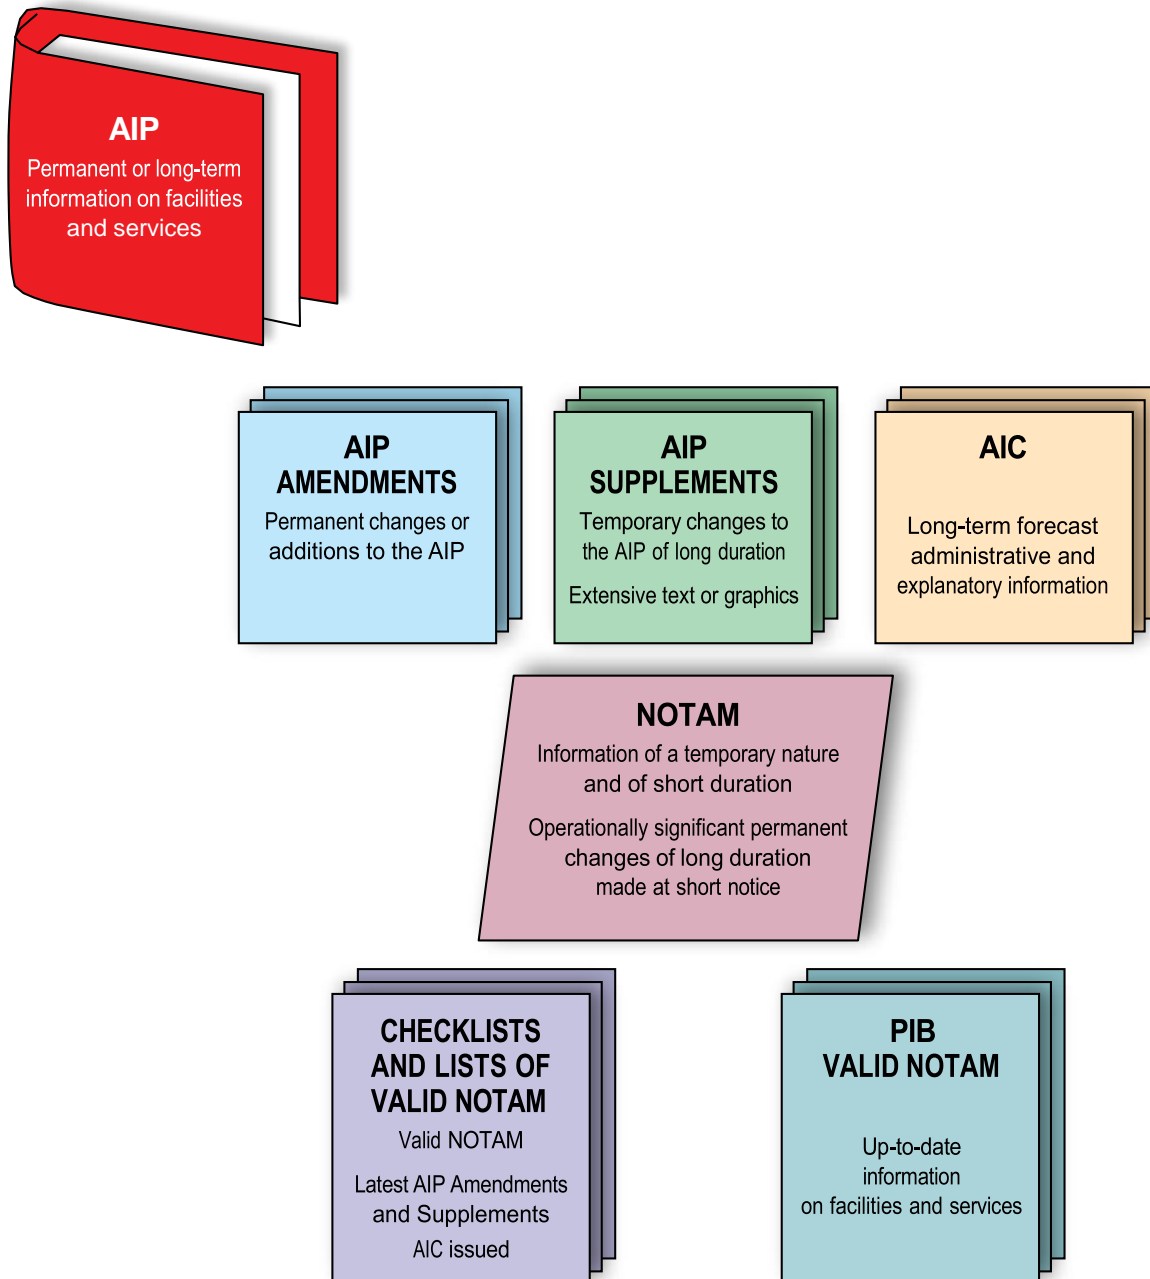 AIP
Permanent or long-term
information on facilities
and services
AIP
AMENDMENTS
Permanent changes or
additions to the AIP
AIP
SUPPLEMENTS
Temporary changes to
the AIP of long duration
Extensive text or graphics
AIC
Long-term forecast
administrative and
explanatory information
NOTAM
Information of a temporary nature
and of short duration
Operationally significant permanent
changes of long duration
made at short notice
CHECKLISTS
AND LISTS OF
VALID NOTAM
Valid NOTAM
Latest AIP Amendments
and Supplements
AIC issued
PIB
VALID NOTAM
Up-to-date
information
on facilities and services